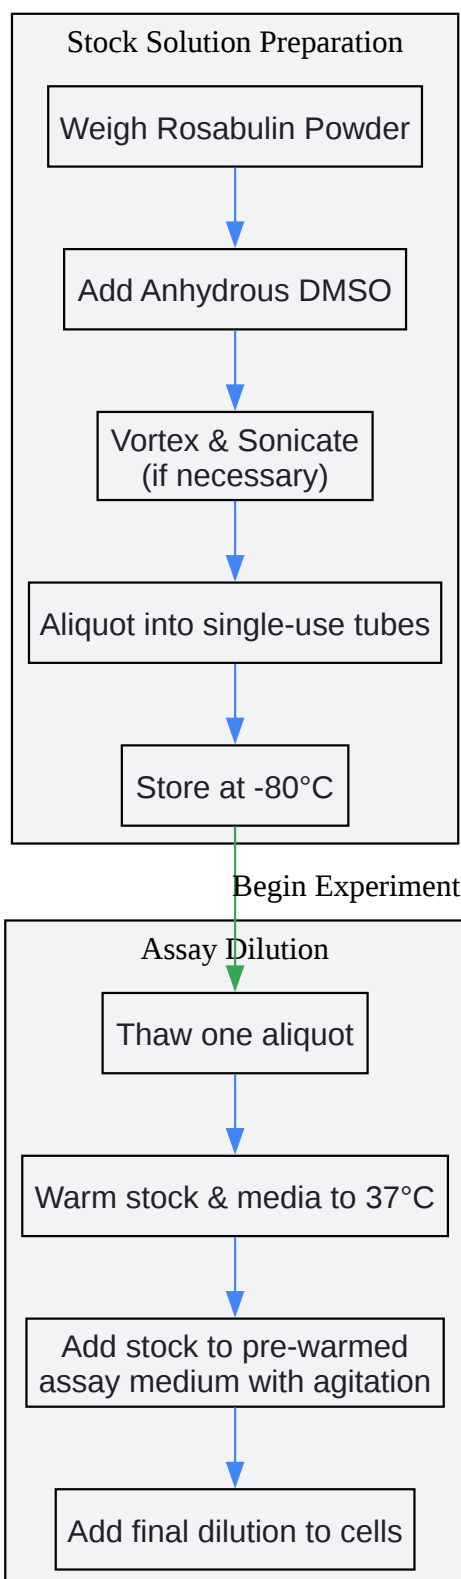 Stock Solution Preparation
Weigh Rosabulin Powder
Add Anhydrous DMSO
Vortex & Sonicate
(if necessary)
Aliquot into single-use tubes
Store at -80°C
Begin Experiment
Assay Dilution
Thaw one aliquot
Warm stock & media to 37°C
Add stock to pre-warmed
assay medium with agitation
Add final dilution to cells